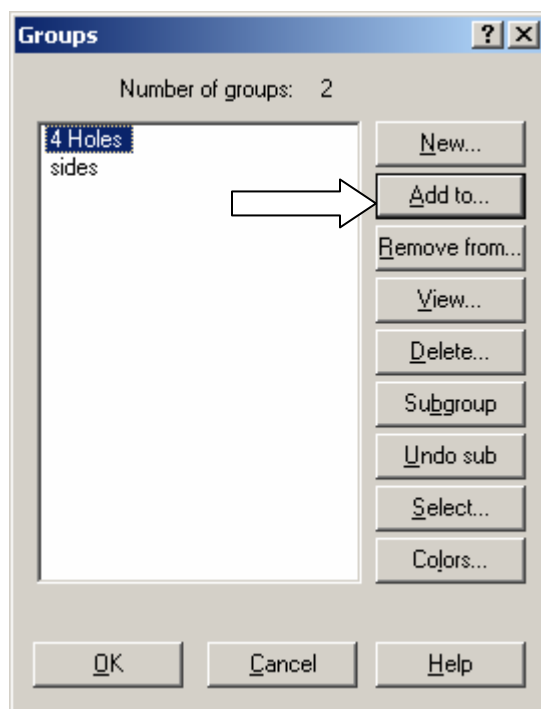 Groups
Number of groups: 2
4 Holes
sides
New...
Add to...
Remove from...
View...
Delete...
Subgroup
Undo sub
Select...
Colors...
OK
Cancel
Help